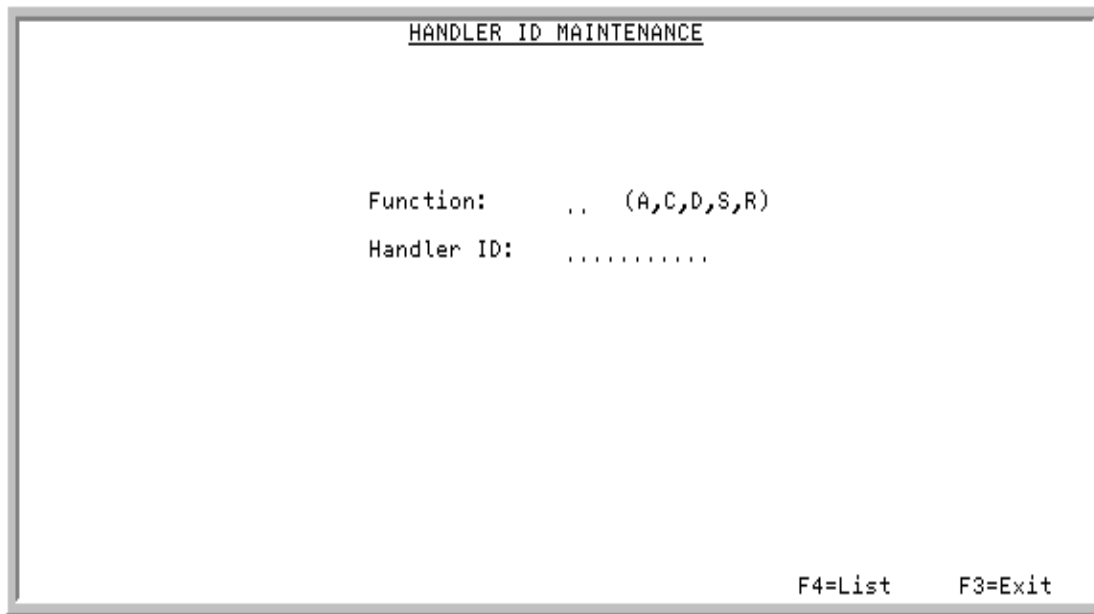 HANDLER ID MAINTENANCE
Function: .. (A,C,D,S,R)
Handler ID: ...........
F4=List F3=Exit